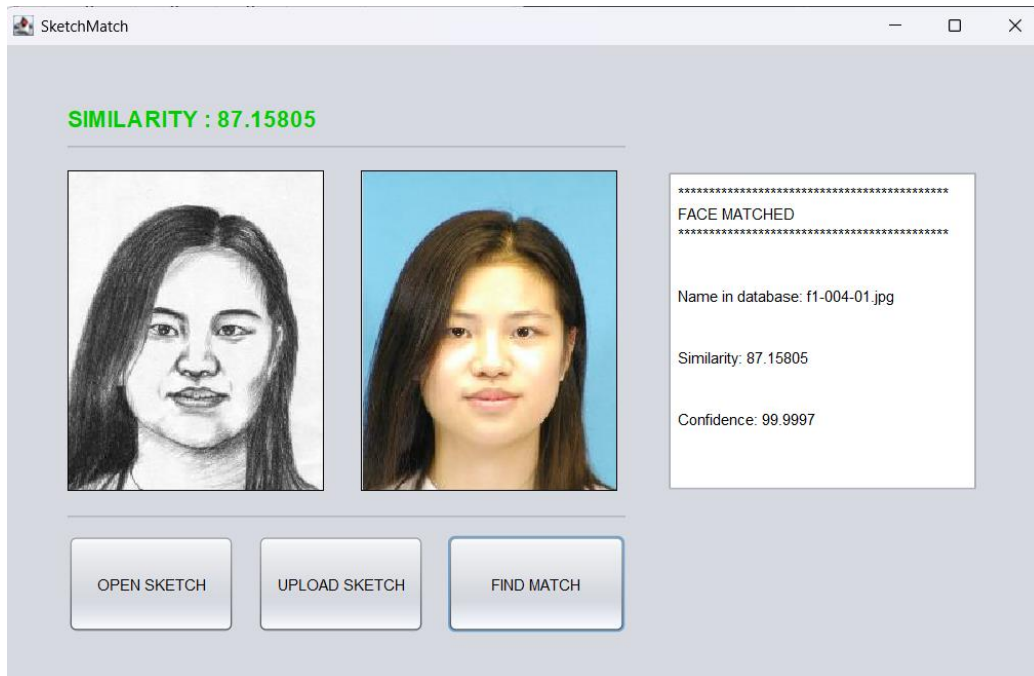 SketchMatch
SIMILARITY : 87.15805
********************************************
FACE MATCHED
********************************************
Name in database: f1-004-01.jpg
Similarity: 87.15805
Confidence: 99.9997
OPEN SKETCH
UPLOAD SKETCH
FIND MATCH